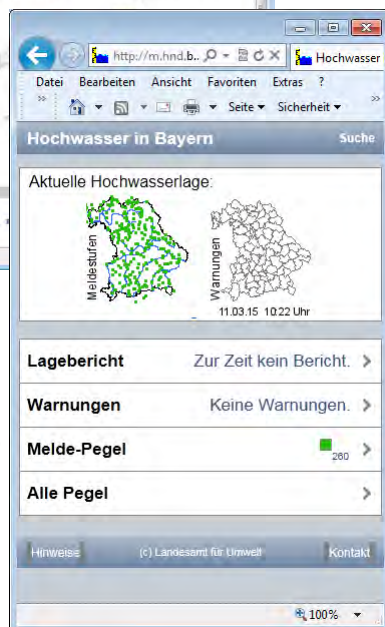 http://m.hnd.b..
Hochwasser
Datei Bearbeiten Ansicht Favoriten Extras ?
Seite Sicherheit
Hochwasser in Bayern Suche
Aktuelle Hochwasserlage:
Meldestufen
Warnungen
11.03.15 10:22 Uhr
Lagebericht Zur Zeit kein Bericht.
Warnungen Keine Warnungen.
Melde-Pegel 260
Alle Pegel
Hinweise (c) Landesamt für Umwelt Kontakt
100%